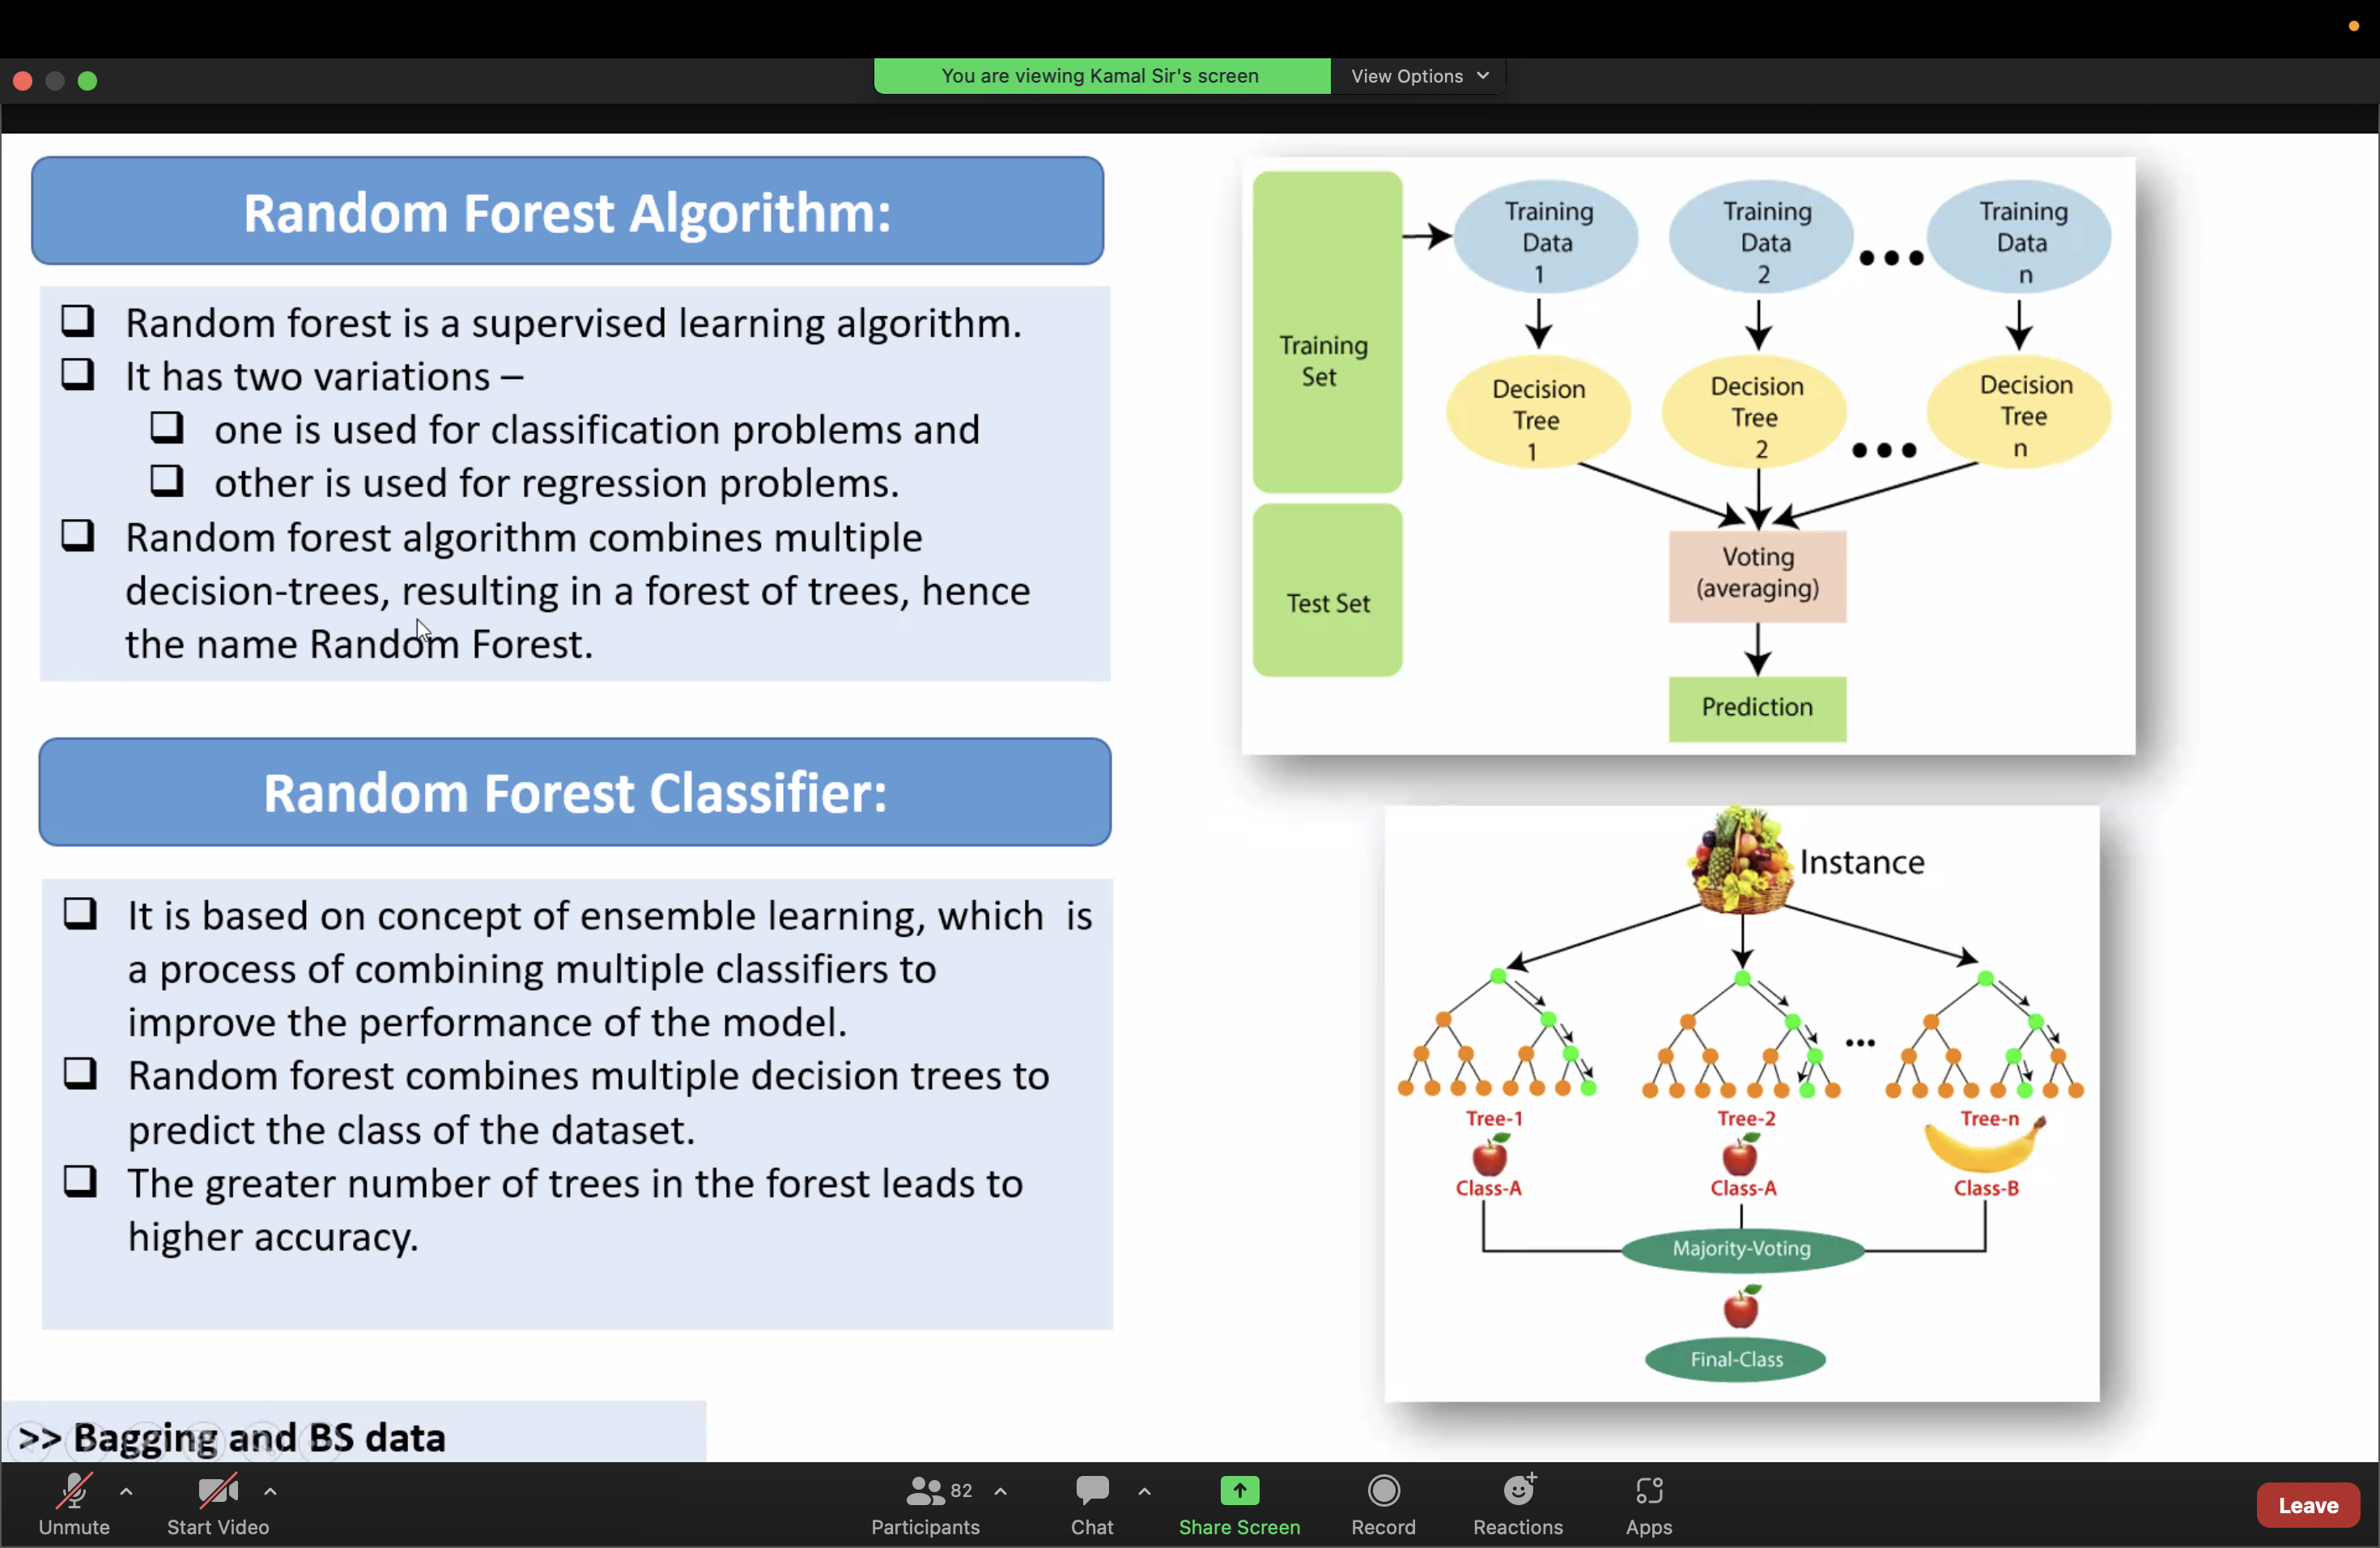 You are viewing Kamal Sir's screen
View Options
Random Forest Algorithm:
Random forest is a supervised learning algorithm.
It has two variations –
one is used for classification problems and
other is used for regression problems.
Random forest algorithm combines multiple
decision-trees, resulting in a forest of trees, hence
the name Random Forest.
Random Forest Classifier:
It is based on concept of ensemble learning, which  is
a process of combining multiple classifiers to
improve the performance of the model.
Random forest combines multiple decision trees to
predict the class of the dataset.
The greater number of trees in the forest leads to
higher accuracy.
>> Bagging and BS data
Training
Set
Test Set
Training
Data
1
Training
Data
2
Training
Data
n
Decision
Tree
1
Decision
Tree
2
Decision
Tree
n
Voting
(averaging)
Prediction
Instance
Tree-1
Tree-2
Tree-n
Class-A
Class-A
Class-B
Majority-Voting
Final-Class
Unmute
Start Video
82
Participants
Chat
Share Screen
Record
Reactions
Apps
Leave